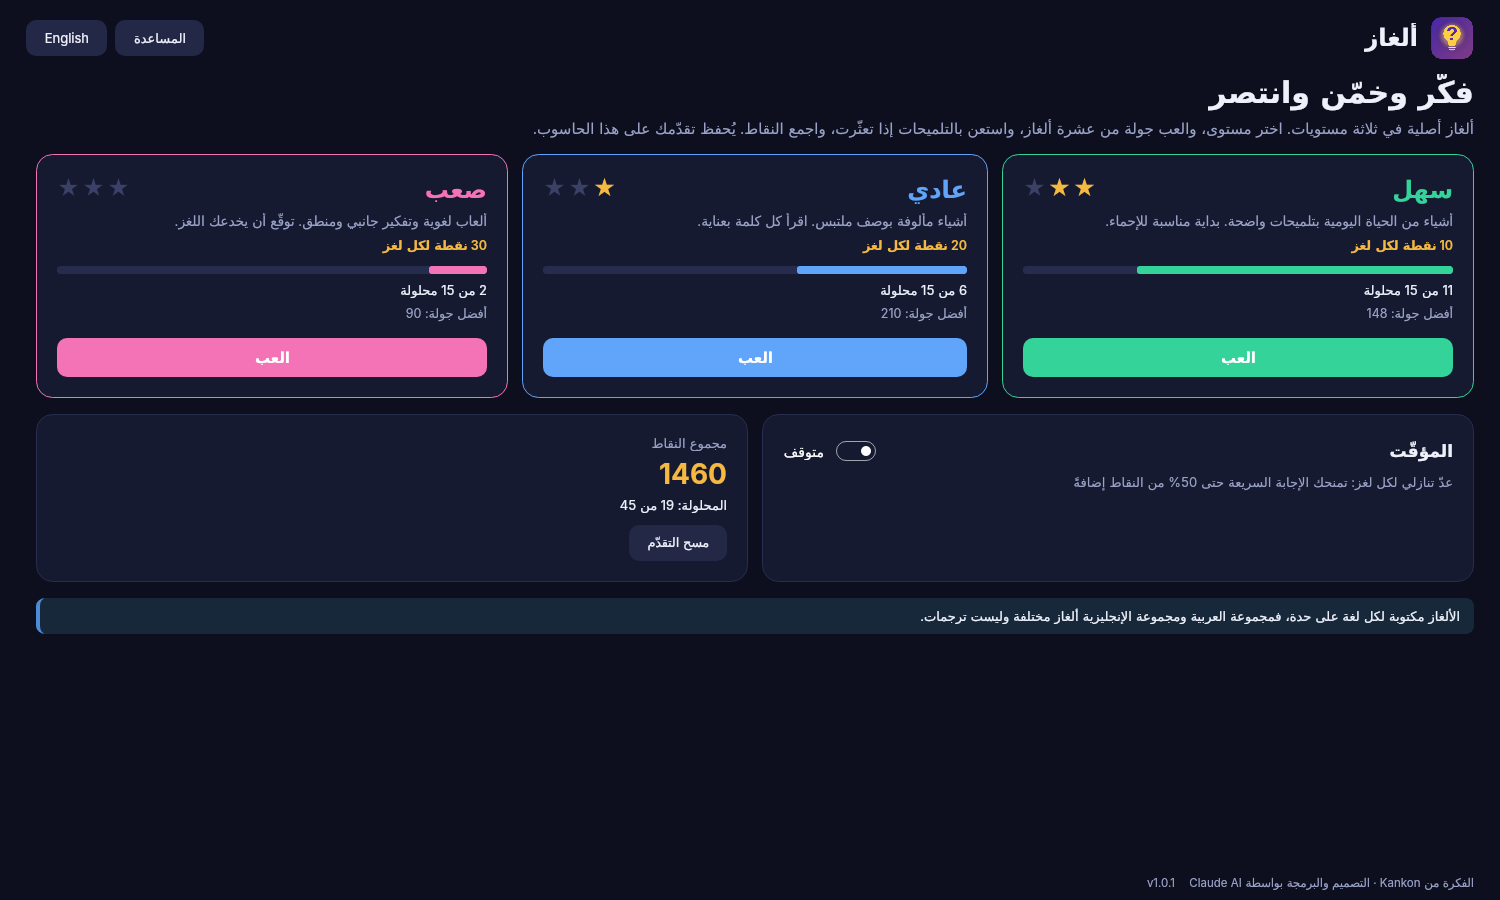 ألغاز
المساعدة
English
فكّر وخمّن وانتصر
ألغاز أصلية في ثلاثة مستويات. اختر مستوى، والعب جولة من عشرة ألغاز، واستعن بالتلميحات إذا تعثّرت، واجمع النقاط. يُحفظ تقدّمك على هذا الحاسوب.
سهل
أشياء من الحياة اليومية بتلميحات واضحة. بداية مناسبة للإحماء.
10 نقطة لكل لغز
11 من 15 محلولة
أفضل جولة: 148
العب
عادي
أشياء مألوفة بوصف ملتبس. اقرأ كل كلمة بعناية.
20 نقطة لكل لغز
6 من 15 محلولة
أفضل جولة: 210
العب
صعب
ألعاب لغوية وتفكير جانبي ومنطق. توقّع أن يخدعك اللغز.
30 نقطة لكل لغز
2 من 15 محلولة
أفضل جولة: 90
العب
المؤقّت
متوقف
عدّ تنازلي لكل لغز: تمنحك الإجابة السريعة حتى 50% من النقاط إضافةً
مجموع النقاط
1460
المحلولة: 19 من 45
مسح التقدّم
الألغاز مكتوبة لكل لغة على حدة، فمجموعة العربية ومجموعة الإنجليزية ألغاز مختلفة وليست ترجمات.
الفكرة من Kankon · التصميم والبرمجة بواسطة Claude AI v1.0.1